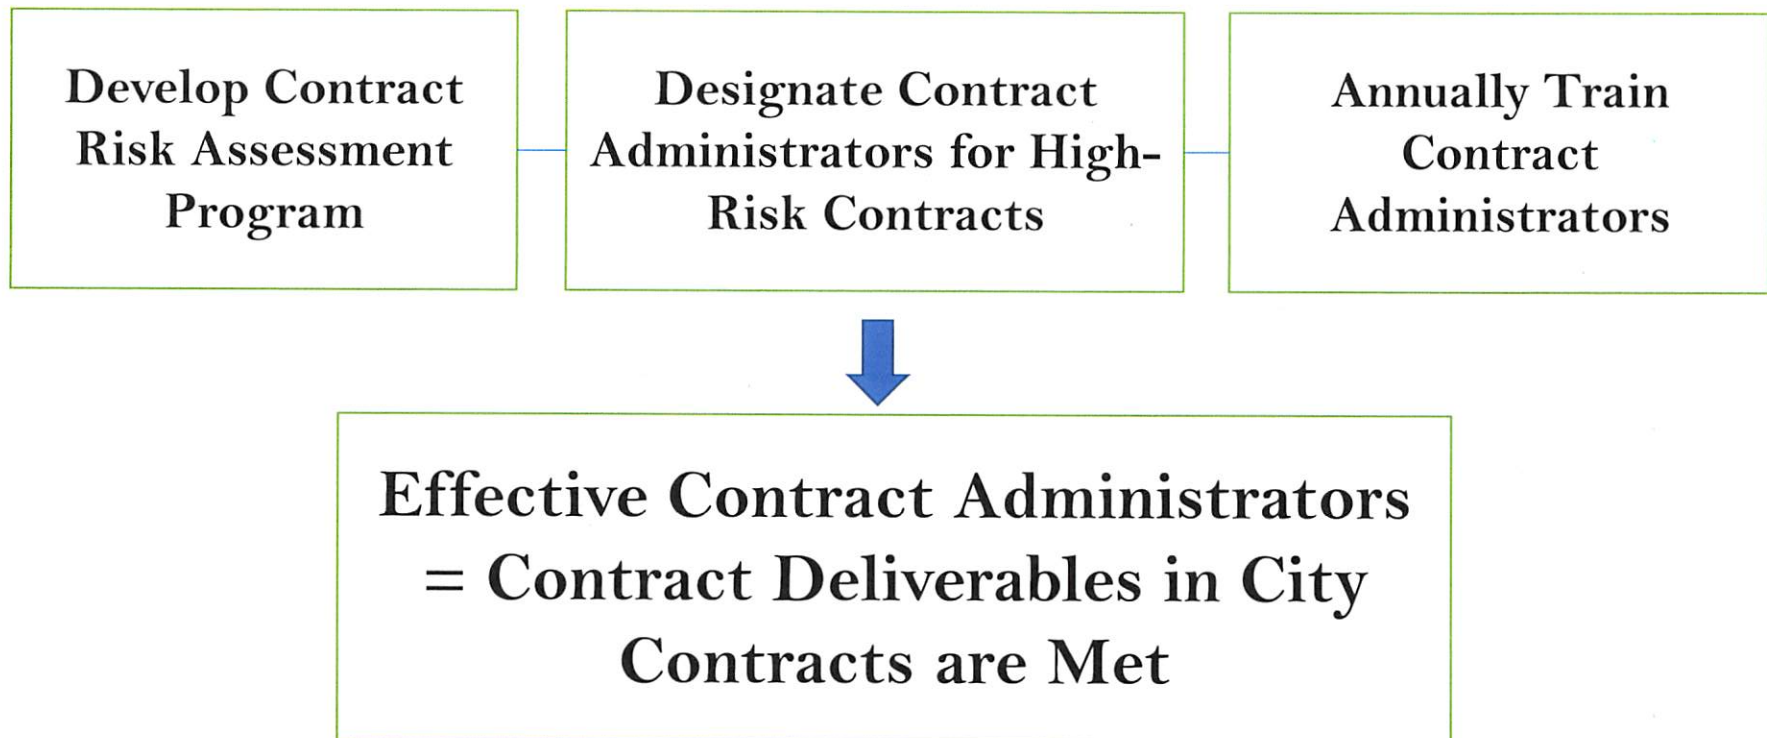 Develop Contract
Risk Assessment
Program
Designate Contract
Administrators for High-
Risk Contracts
Annually Train
Contract
Administrators
Effective Contract Administrators
= Contract Deliverables in City
Contracts are Met